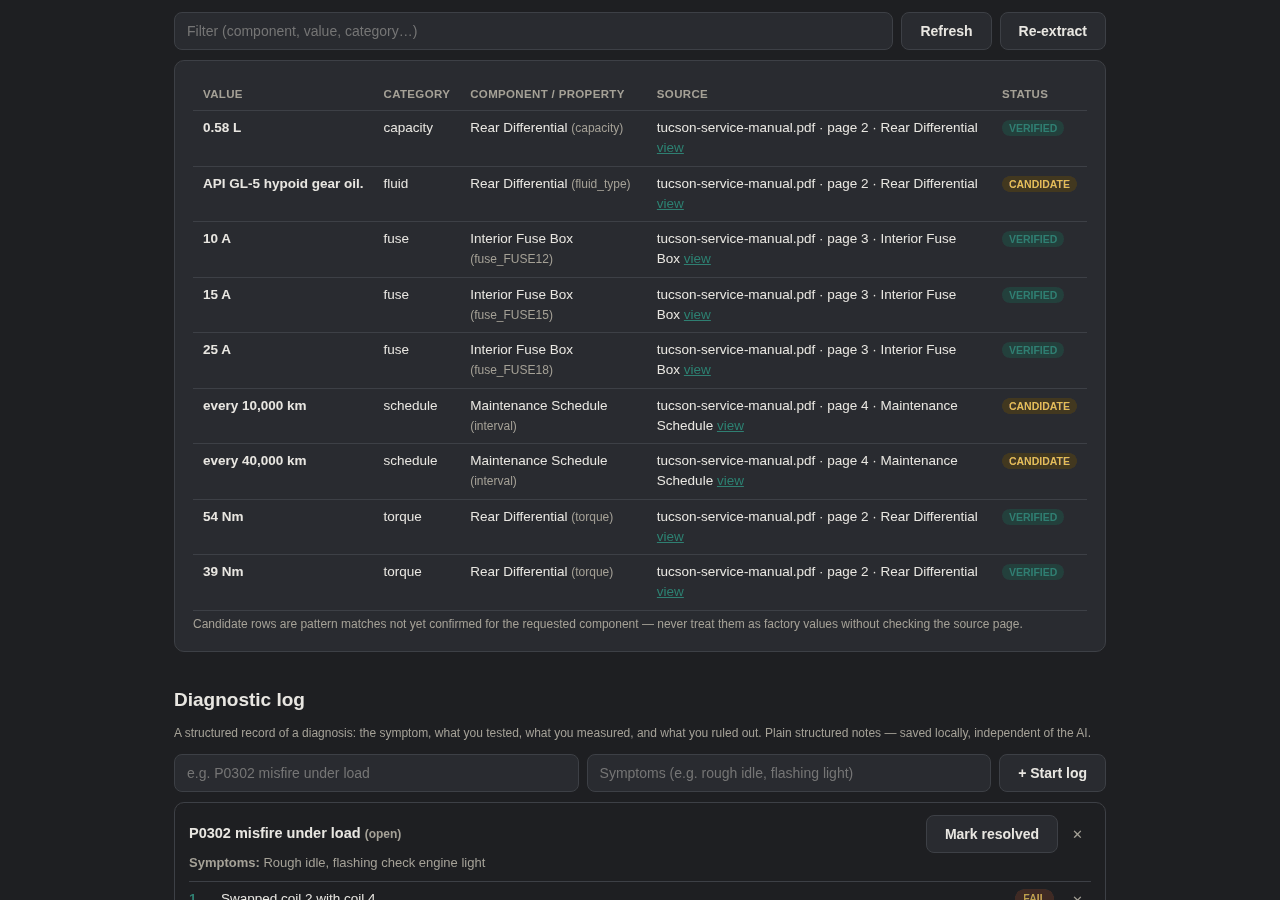 Filter (component, value, category…) Refresh Re-extract
VALUE CATEGORY COMPONENT / PROPERTY SOURCE STATUS
0.58 L capacity Rear Differential (capacity) tucson-service-manual.pdf · page 2 · Rear Differential VERIFIED
view
API GL-5 hypoid gear oil. fluid Rear Differential (fluid_type) tucson-service-manual.pdf · page 2 · Rear Differential CANDIDATE
view
10 A fuse Interior Fuse Box tucson-service-manual.pdf · page 3 · Interior Fuse VERIFIED
(fuse_FUSE12) Box view
15 A fuse Interior Fuse Box tucson-service-manual.pdf · page 3 · Interior Fuse VERIFIED
(fuse_FUSE15) Box view
25 A fuse Interior Fuse Box tucson-service-manual.pdf · page 3 · Interior Fuse VERIFIED
(fuse_FUSE18) Box view
every 10,000 km schedule Maintenance Schedule tucson-service-manual.pdf · page 4 · Maintenance CANDIDATE
(interval) Schedule view
every 40,000 km schedule Maintenance Schedule tucson-service-manual.pdf · page 4 · Maintenance CANDIDATE
(interval) Schedule view
54 Nm torque Rear Differential (torque) tucson-service-manual.pdf · page 2 · Rear Differential VERIFIED
view
39 Nm torque Rear Differential (torque) tucson-service-manual.pdf · page 2 · Rear Differential VERIFIED
view
Candidate rows are pattern matches not yet confirmed for the requested component — never treat them as factory values without checking the source page.
Diagnostic log
A structured record of a diagnosis: the symptom, what you tested, what you measured, and what you ruled out. Plain structured notes — saved locally, independent of the AI.
e.g. P0302 misfire under load Symptoms (e.g. rough idle, flashing light) + Start log
P0302 misfire under load (open) Mark resolved ×
Symptoms: Rough idle, flashing check engine light
1 Swapped coil 2 with coil 4 FAIL ×